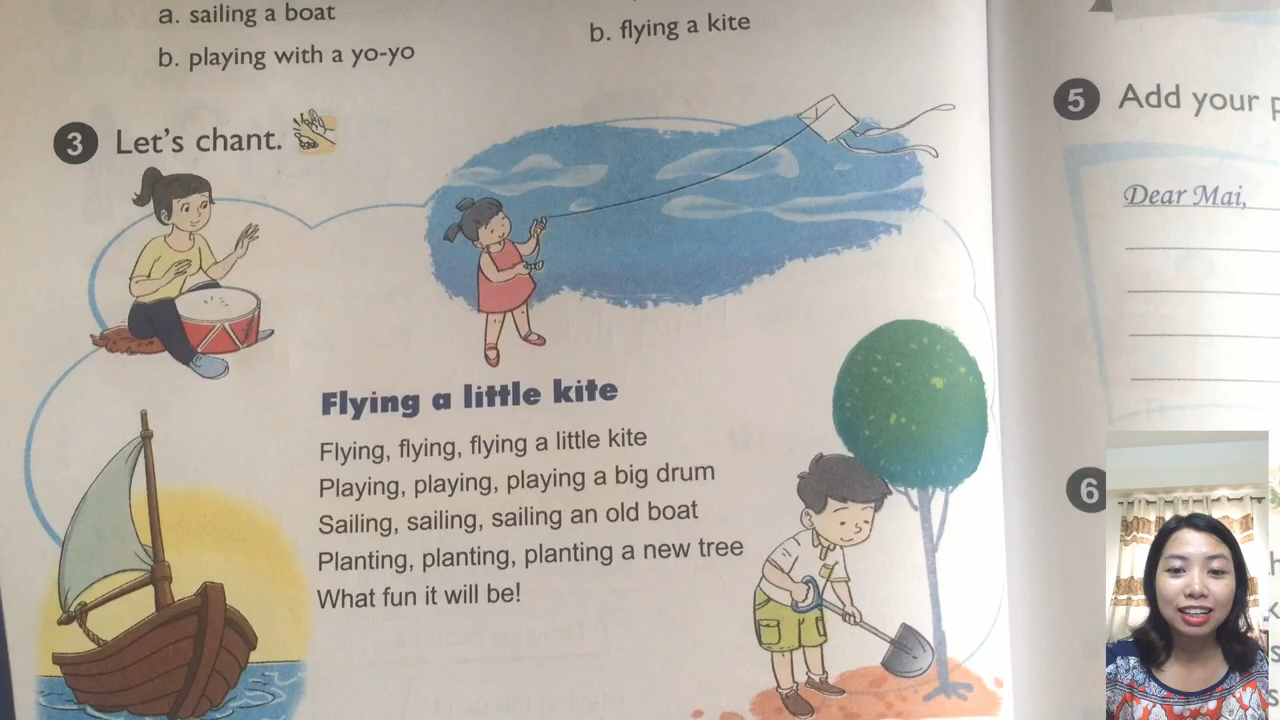 a. sailing a boat
b. playing with a yo-yo
b. flying a kite
3 Let's chant.
Flying a little kite
Flying, flying, flying a little kite
Playing, playing, playing a big drum
Sailing, sailing, sailing an old boat
Planting, planting, planting a new tree
What fun it will be!
5 Add your
Dear Mai,
6